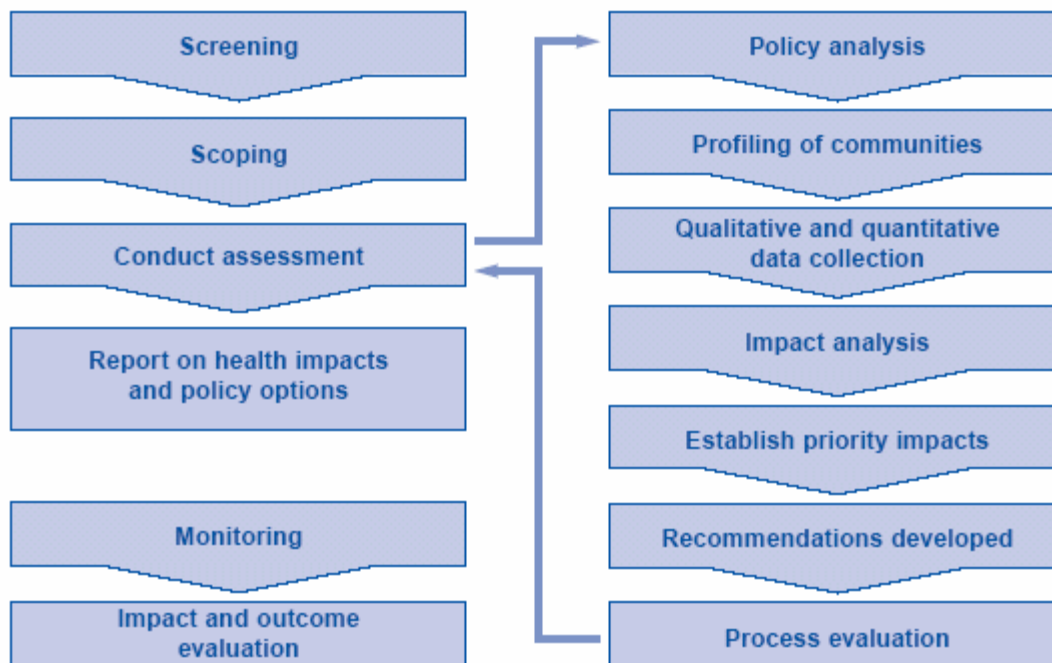 Screening
Scoping
Conduct assessment
Report on health impacts
and policy options
Monitoring
Impact and outcome
evaluation
Policy analysis
Profiling of communities
Qualitative and quantitative
data collection
Impact analysis
Establish priority impacts
Recommendations developed
Process evaluation